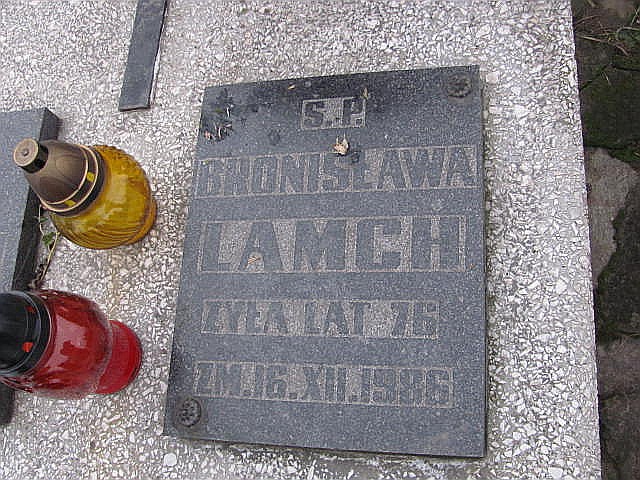 Ś.P.
BRONISŁAWA
LAMCH
ŻYŁA LAT 76
ZM.16.XII.1986